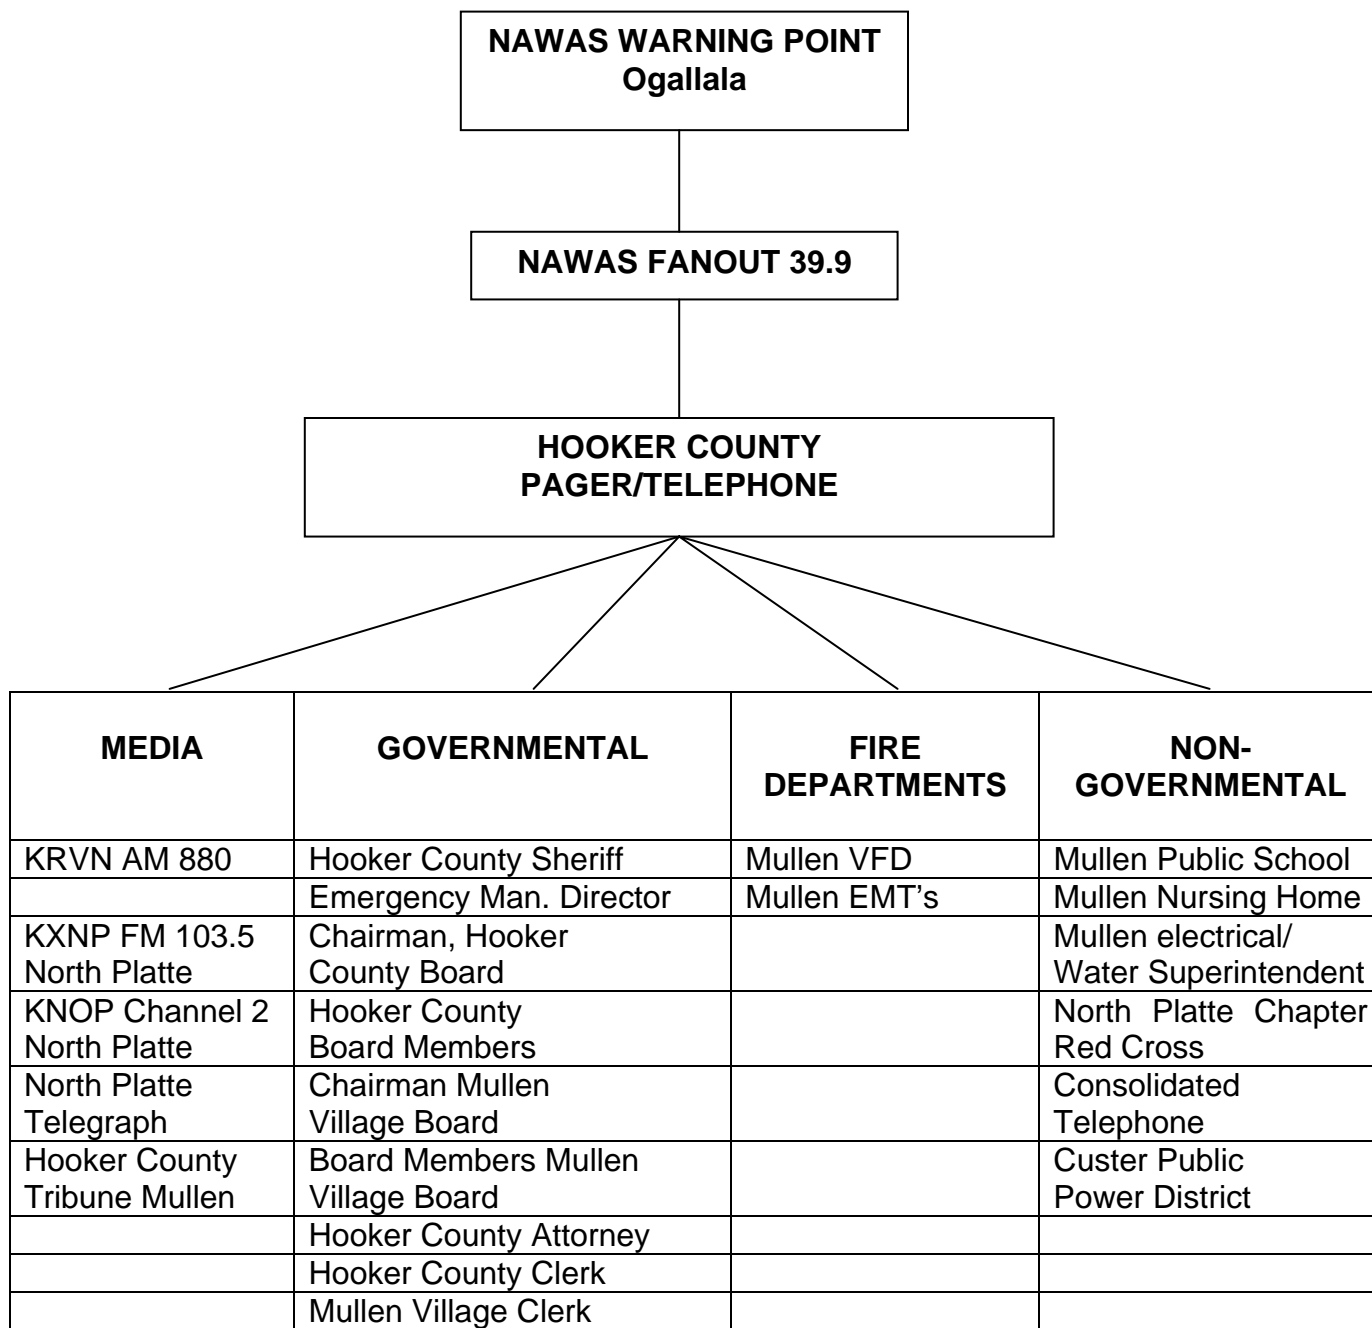 NAWAS WARNING POINT
Ogallala
NAWAS FANOUT 39.9
HOOKER COUNTY
PAGER/TELEPHONE
MEDIA
GOVERNMENTAL
FIRE
DEPARTMENTS
NON-
GOVERNMENTAL
KRVN AM 880
Hooker County Sheriff
Mullen VFD
Mullen Public School
Emergency Man. Director
Mullen EMT’s
Mullen Nursing Home
KXNP FM 103.5
North Platte
Chairman, Hooker
County Board
Mullen electrical/
Water Superintendent
KNOP Channel 2
North Platte
Hooker County
Board Members
North Platte Chapter
Red Cross
North Platte
Telegraph
Chairman Mullen
Village Board
Consolidated
Telephone
Hooker County
Tribune Mullen
Board Members Mullen
Village Board
Custer Public
Power District
Hooker County Attorney
Hooker County Clerk
Mullen Village Clerk